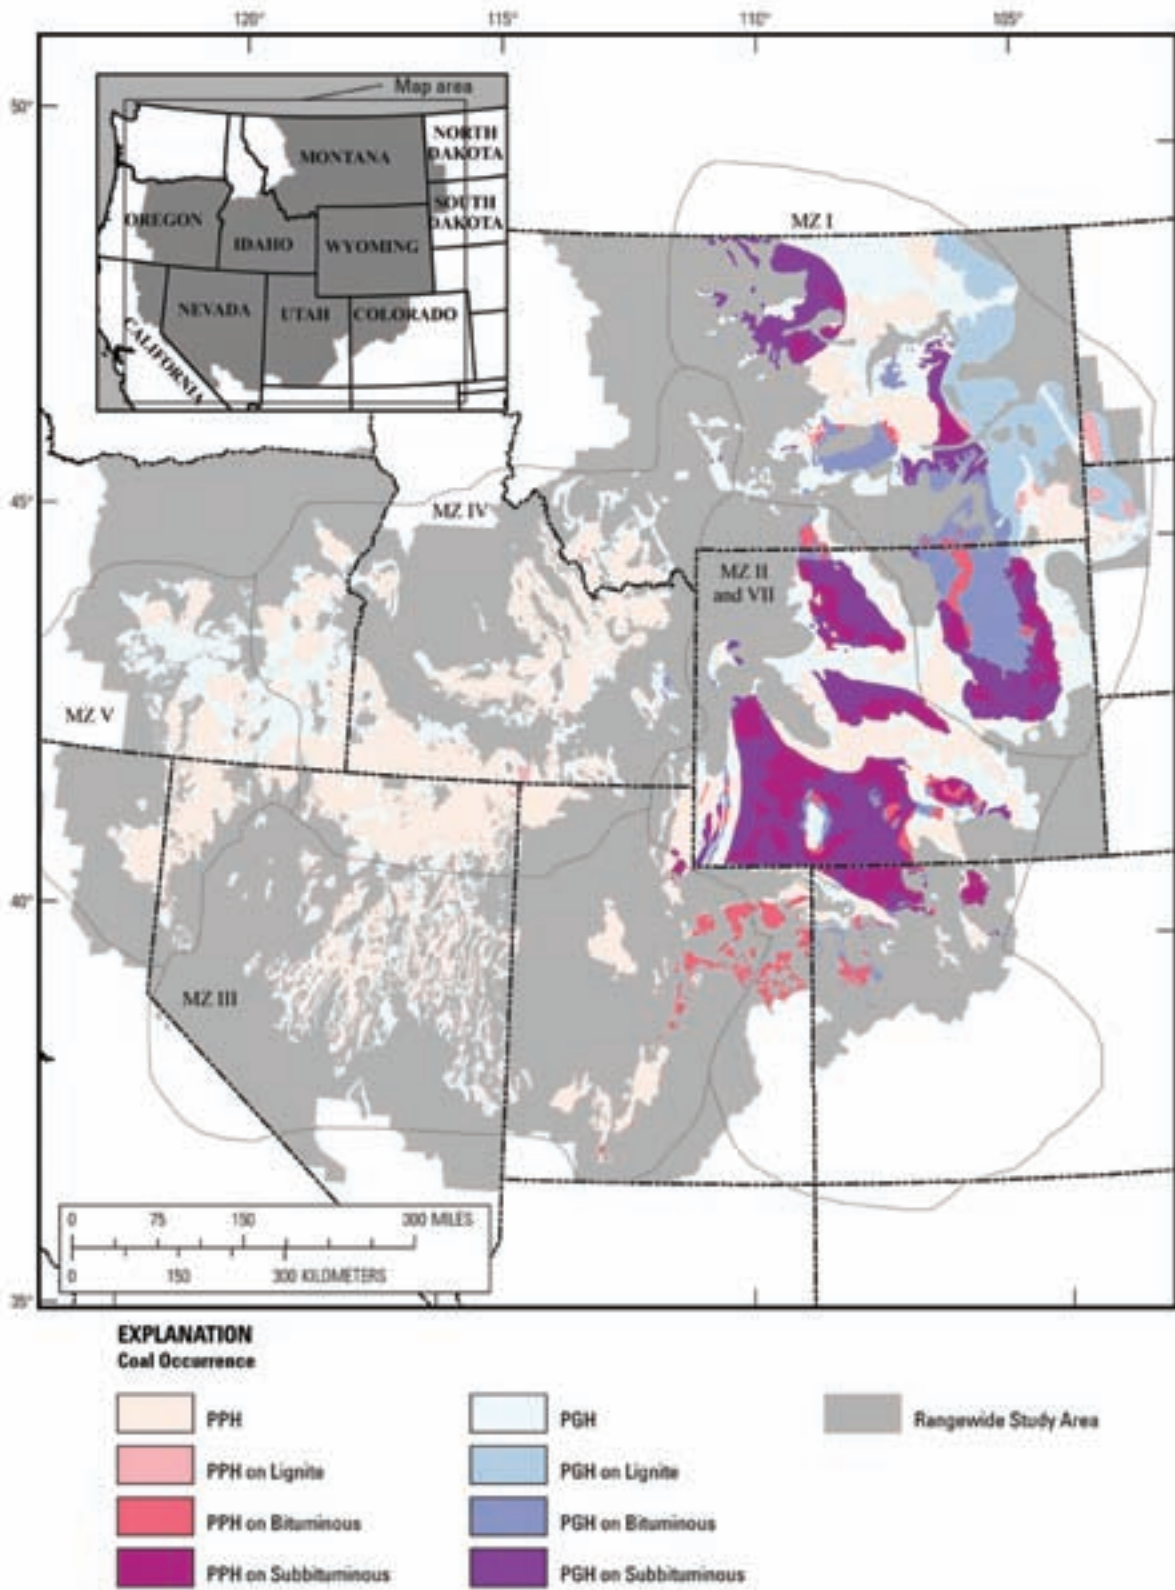 120°
115°
110°
105°
50°
45°
40°
35°
Map area
NORTH
DAKOTA
MONTANA
SOUTH
DAKOTA
OREGON
IDAHO
WYOMING
NEVADA
UTAH
COLORADO
CALIFORNIA
MZ I
MZ IV
MZ II
and VII
MZ V
MZ III
0 75 150 300 MILES
0 150 300 KILOMETERS
EXPLANATION
Coal Occurrence
PPH
PPH on Lignite
PPH on Bituminous
PPH on Subbituminous
PGH
PGH on Lignite
PGH on Bituminous
PGH on Subbituminous
Rangewide Study Area